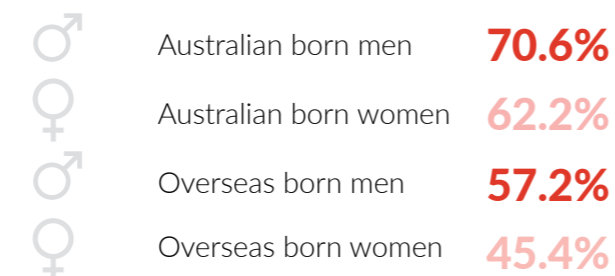 Australian born men 70.6%
Australian born women 62.2%
Overseas born men 57.2%
Overseas born women 45.4%